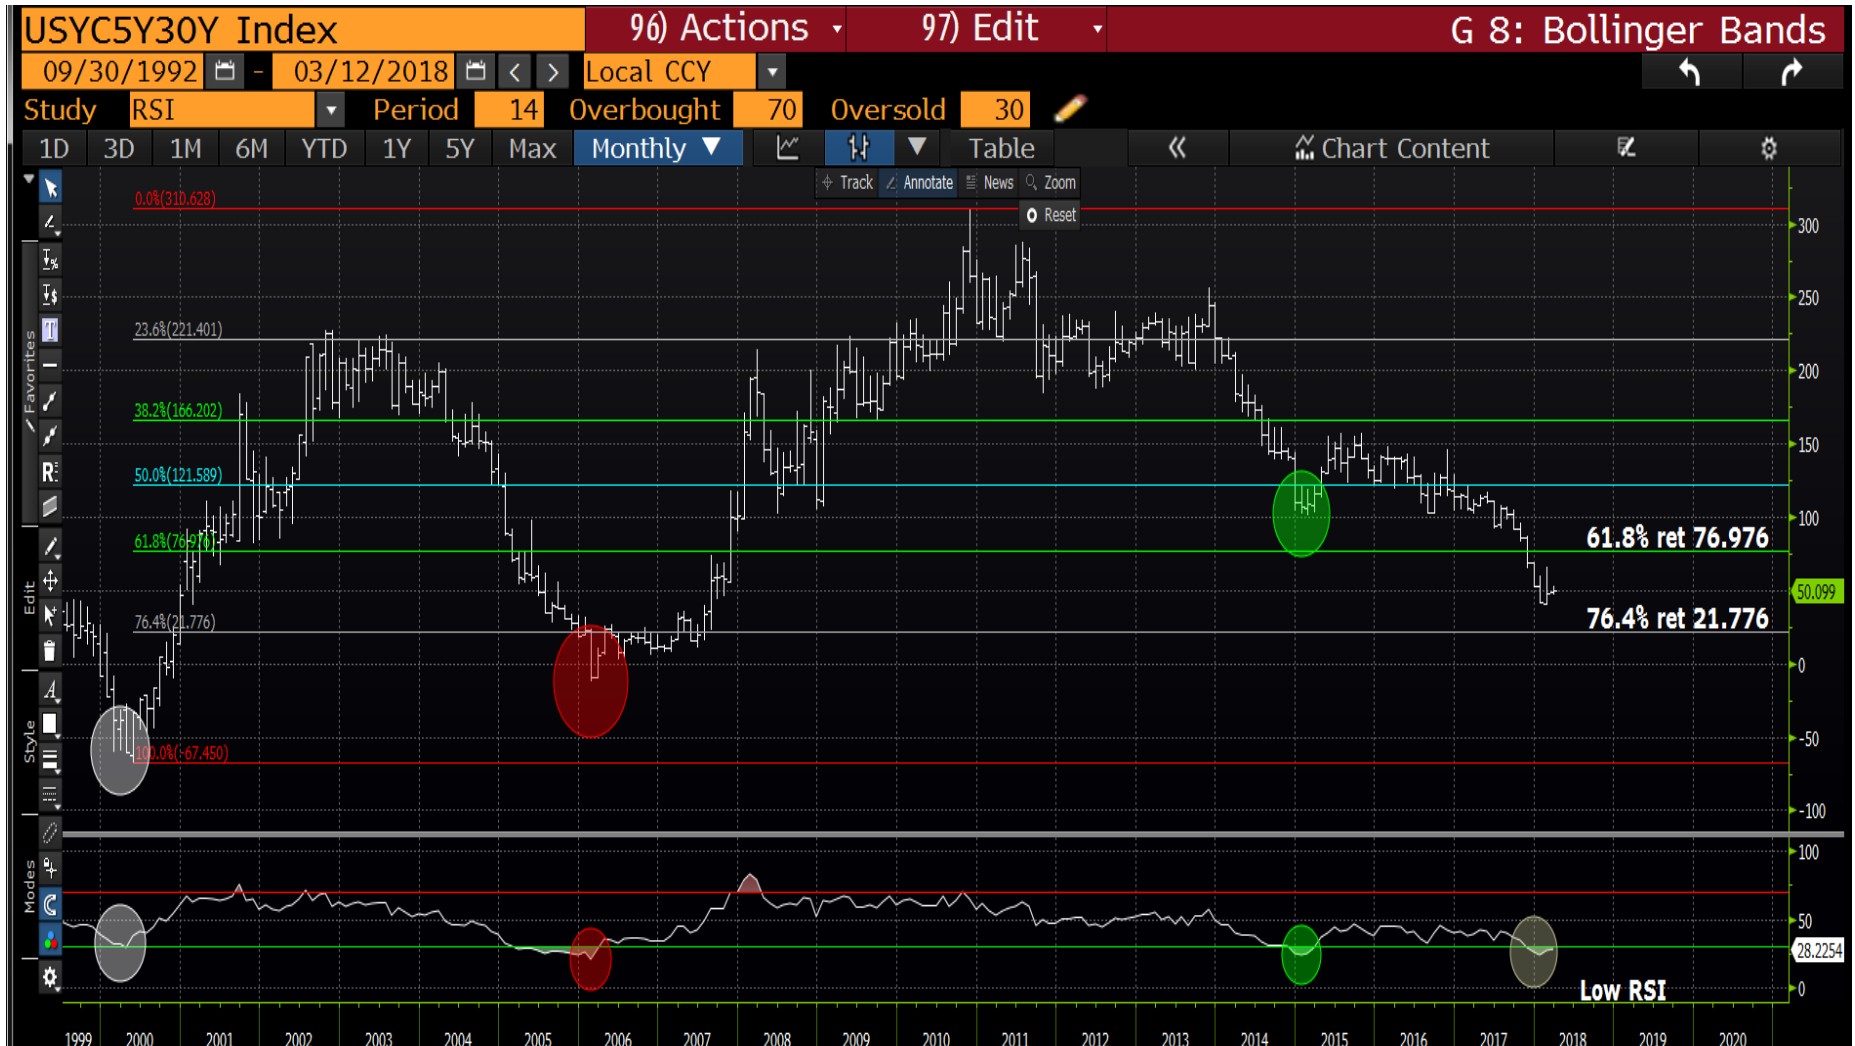 USYC5Y30Y Index 96) Actions 97) Edit G 8: Bollinger Bands
09/30/1992 - 03/12/2018 < > Local CCY
Study RSI Period 14 Overbought 70 Oversold 30
1D 3D 1M 6M YTD 1Y 5Y Max Monthly Table « Chart Content
Track Annotate News Zoom
Reset
0.0%(310.628)
300
250
23.6%(221.401)
200
38.2%(166.202)
150
50.0%(121.589)
100
61.8% ret 76.976
61.8%(76.976)
50.099
76.4% ret 21.776
76.4%(21.776)
0
-50
100.0%(-67.450)
-100
100
50
28.2254
Low RSI
0
1999 2000 2001 2002 2003 2004 2005 2006 2007 2008 2009 2010 2011 2012 2013 2014 2015 2016 2017 2018 2019 2020
Favorites
Edit
Style
Modes
%
$
T
R
A